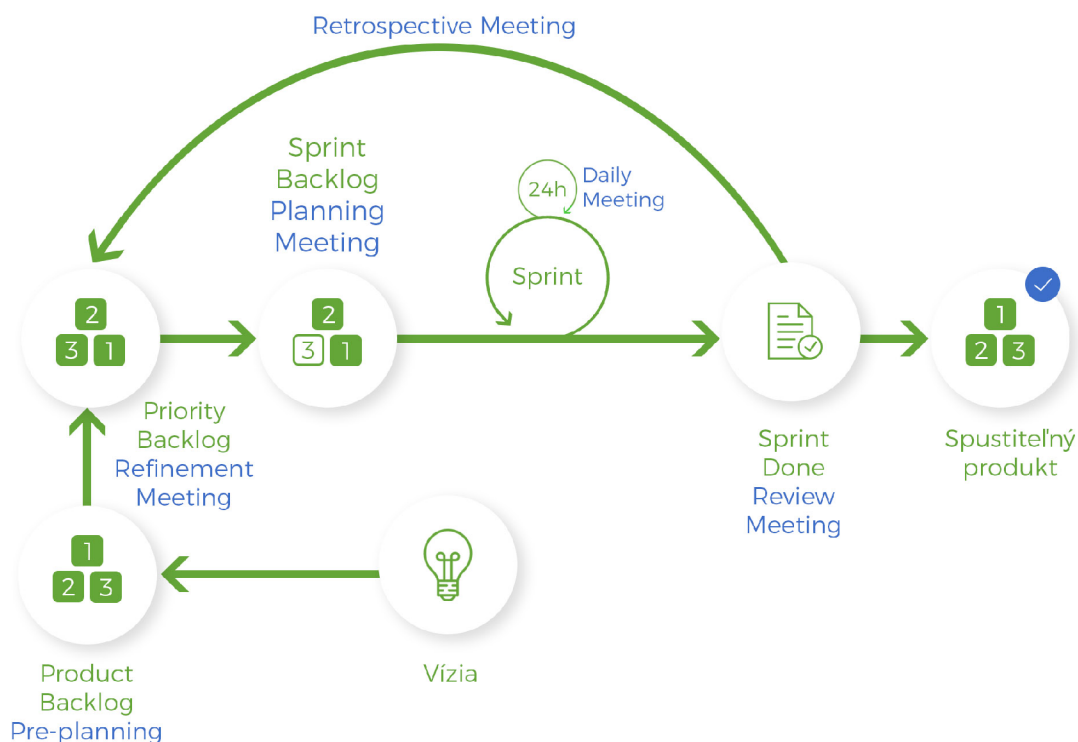 Retrospective Meeting
Sprint
Backlog
Planning
Meeting
24h
Daily
Meeting
Sprint
2
3 1
2
3 1
1
2 3
Priority
Backlog
Refinement
Meeting
Sprint
Done
Review
Meeting
Spustiteľný
produkt
1
2 3
Product
Backlog
Pre-planning
Vízia